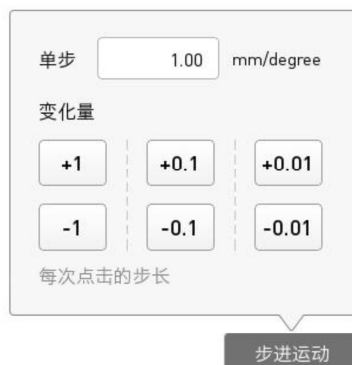 单步 1.00 mm/degree
变化量
+1 +0.1 +0.01
-1 -0.1 -0.01
每次点击的步长
步进运动